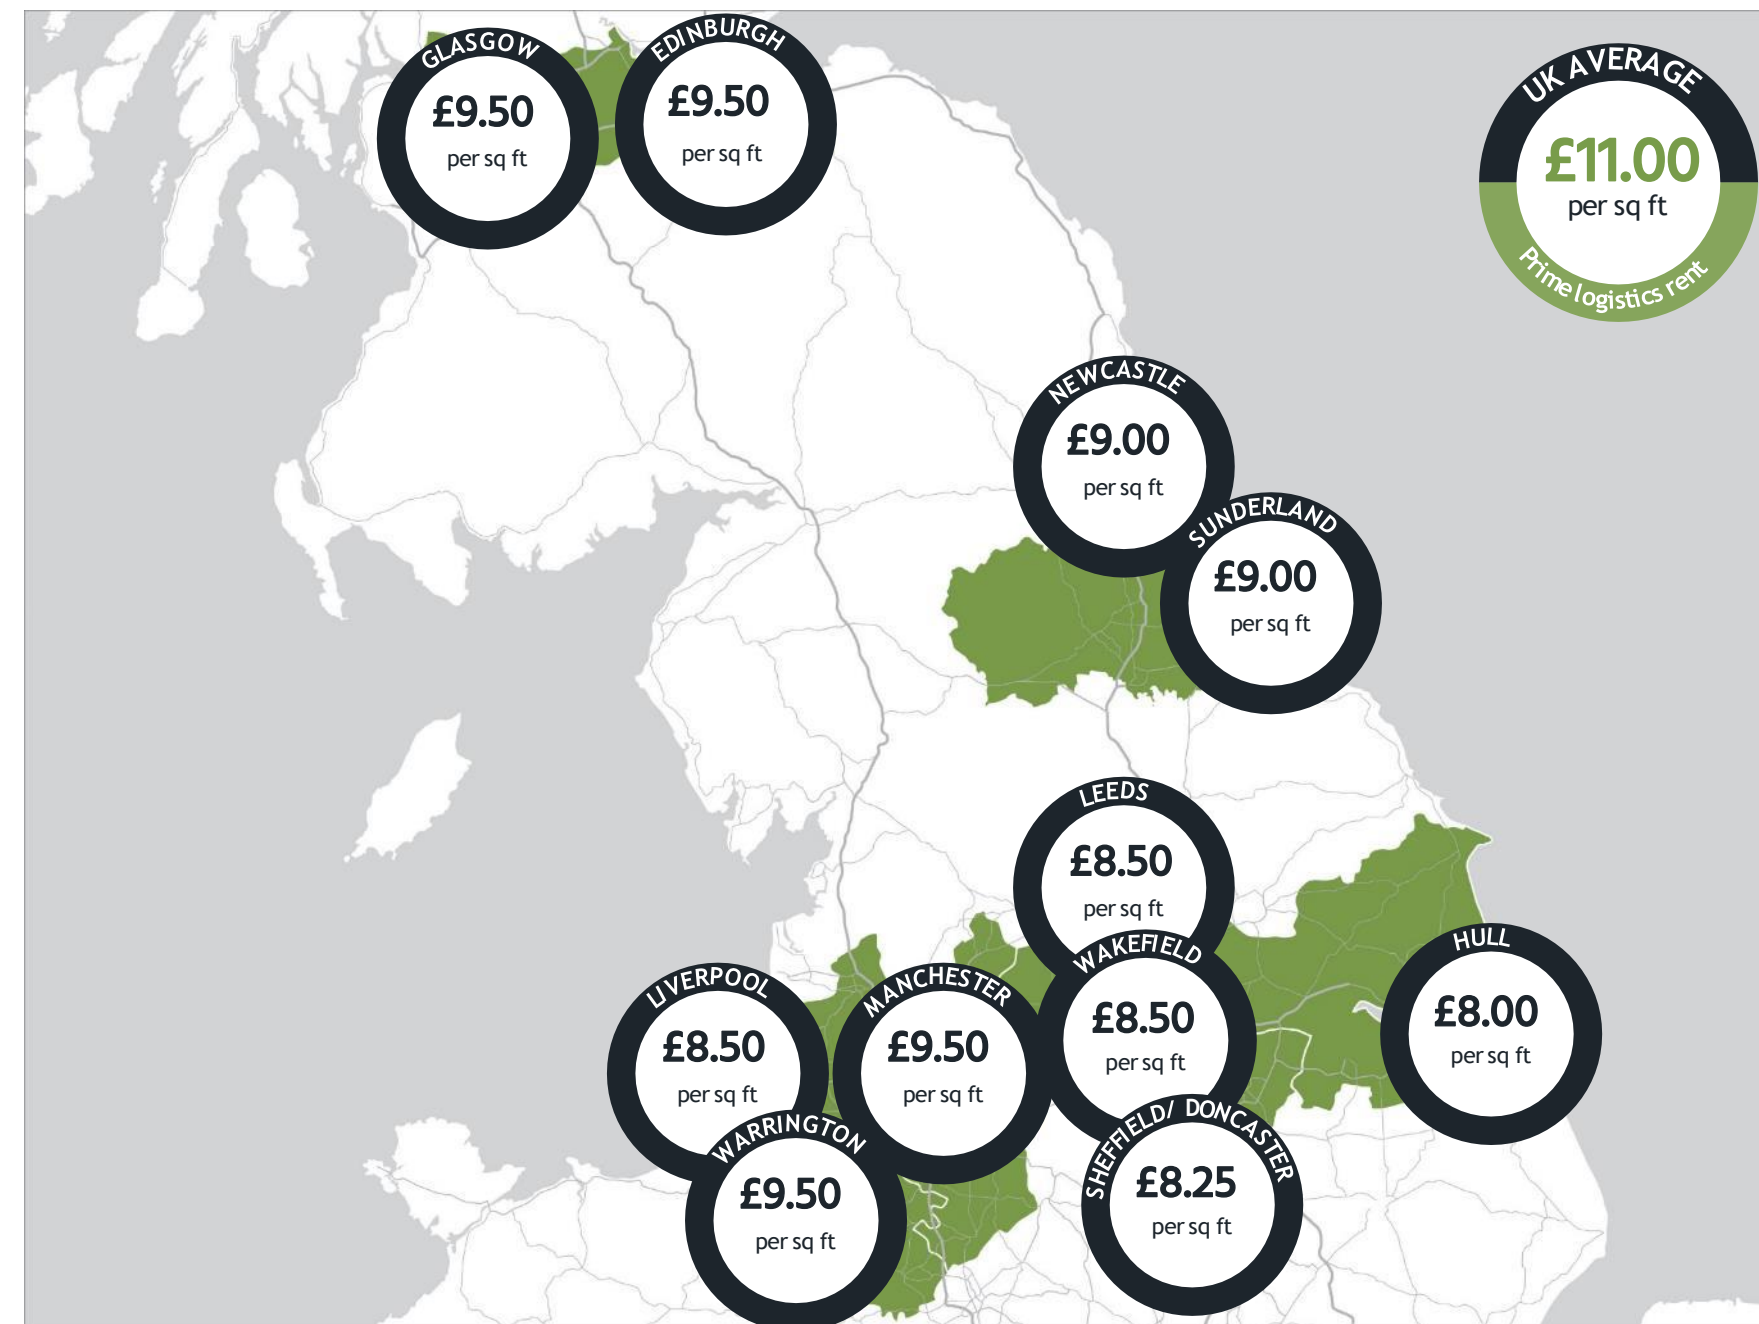 GLASGOW
£9.50
per sq ft
EDINBURGH
£9.50
per sq ft
UK AVERAGE
£11.00
per sq ft
Prime logistics rent
NEWCASTLE
£9.00
per sq ft
SUNDERLAND
£9.00
per sq ft
LEEDS
£8.50
per sq ft
WAKEFIELD
£8.50
per sq ft
HULL
£8.00
per sq ft
LIVERPOOL
£8.50
per sq ft
MANCHESTER
£9.50
per sq ft
WARRINGTON
£9.50
per sq ft
SHEFFIELD/ DONCASTER
£8.25
per sq ft